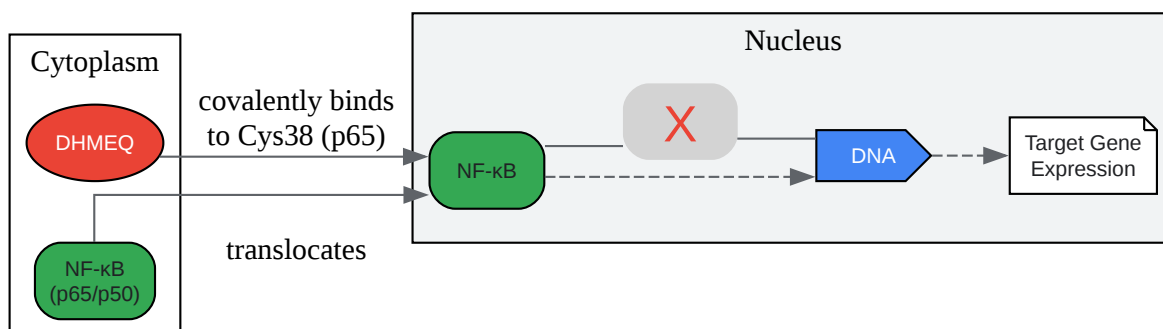 Cytoplasm
DHMEQ
NF-κB
(p65/p50)
covalently binds
to Cys38 (p65)
translocates
Nucleus
NF-κB
X
DNA
Target Gene
Expression